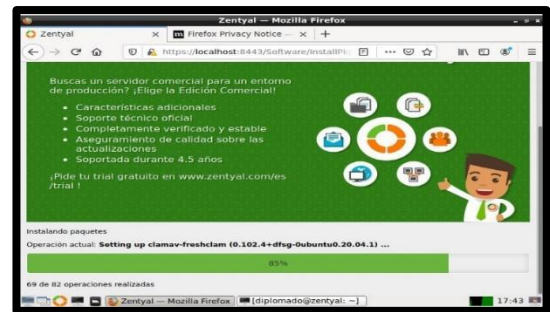 Zentyal — Mozilla Firefox
Zentyal
Firefox Privacy Notice —
https://localhost:8443/Software/InstallPk
Buscas un servidor comercial para un entorno
de producción? ¡Elige la Edición Comercial!
Características adicionales
Soporte técnico oficial
Completamente verificado y estable
Aseguramiento de calidad sobre las
actualizaciones
Soportada durante 4.5 años
¡Pide tu trial gratuito en www.zentyal.com/es
/trial !
Instalando paquetes
Operación actual: Setting up clamav-freshclam (0.102.4+dfsg-0ubuntu0.20.04.1) ...
85%
69 de 82 operaciones realizadas
Zentyal — Mozilla Firefox
[diplomado@zentyal: ~]
17:43